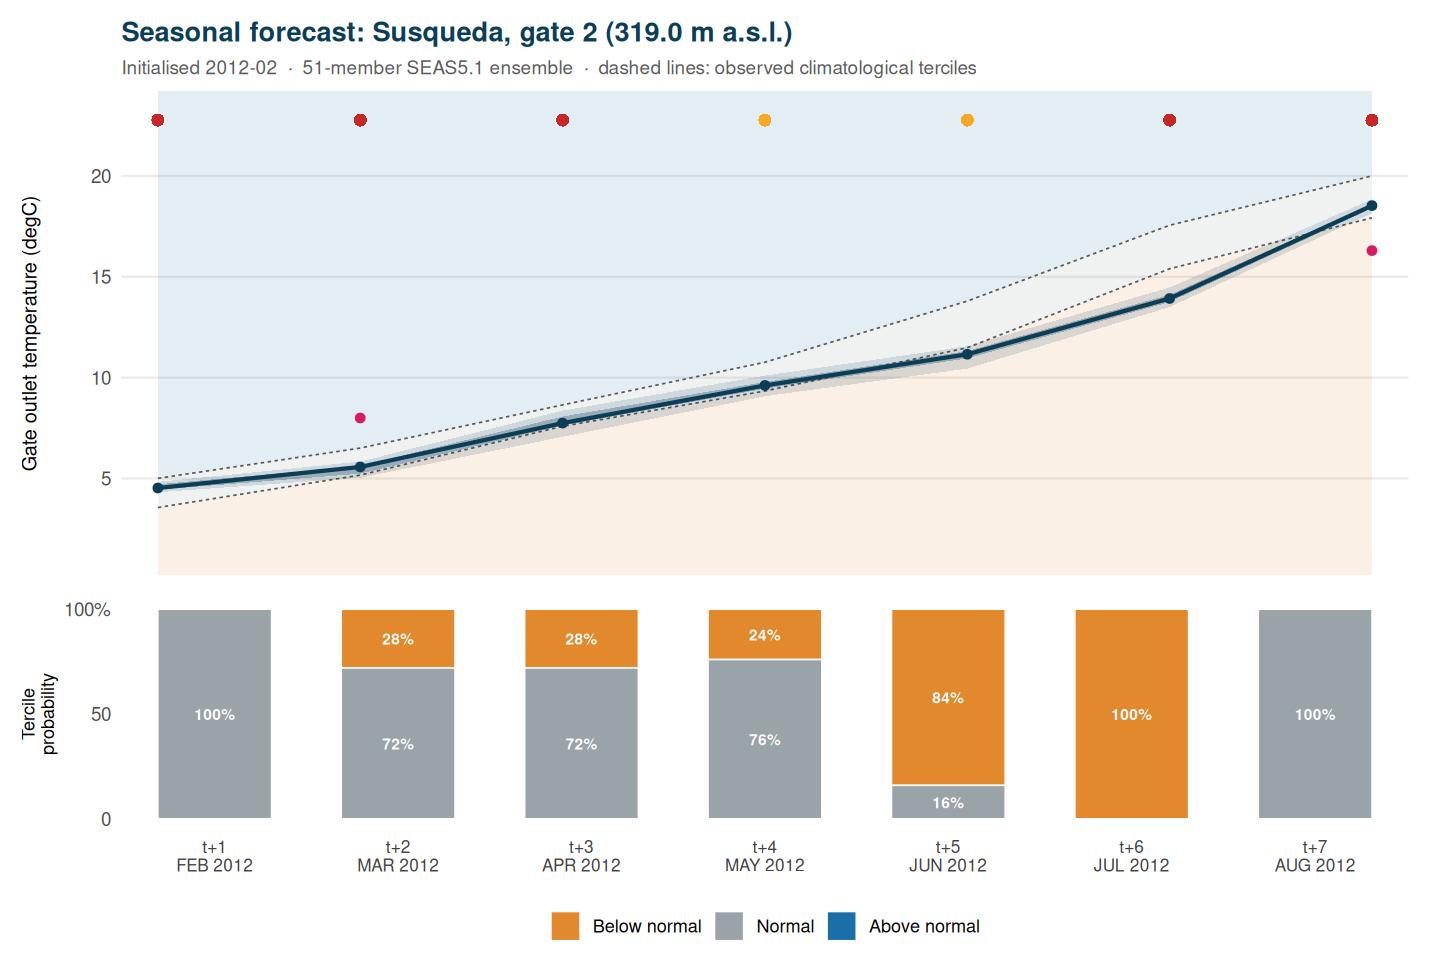 Seasonal forecast: Susqueda, gate 2 (319.0 m a.s.l.)
Initialised 2012-02 · 51-member SEAS5.1 ensemble · dashed lines: observed climatological terciles
Gate outlet temperature (degC)
20
15
10
5
Tercile
probability
100%
50
0
100%
28%
72%
28%
72%
24%
76%
84%
16%
100%
100%
t+1
FEB 2012
t+2
MAR 2012
t+3
APR 2012
t+4
MAY 2012
t+5
JUN 2012
t+6
JUL 2012
t+7
AUG 2012
Below normal
Normal
Above normal